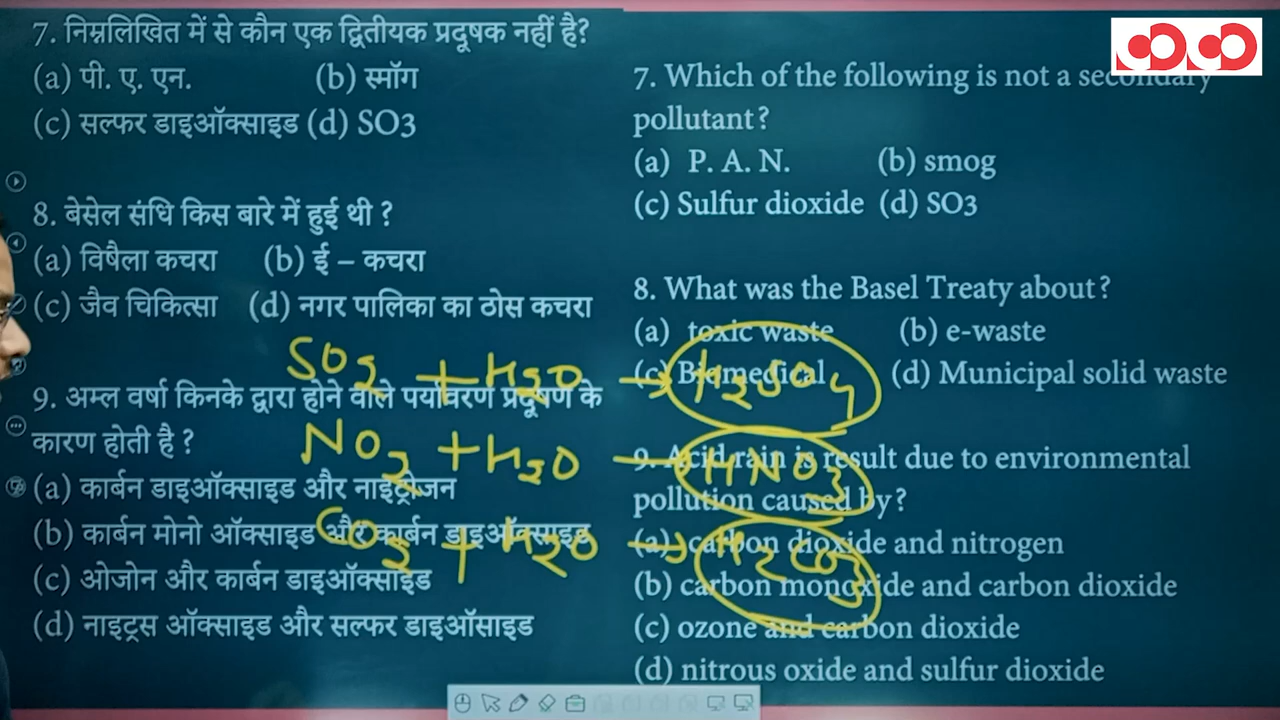 7. निम्नलिखित में से कौन एक द्वितीयक प्रदूषक नहीं है?
(a) पी. ए. एन. (b) स्मॉग
(c) सल्फर डाइऑक्साइड (d) SO3
8. बेसेल संधि किस बारे में हुई थी ?
(a) विषैला कचरा (b) ई – कचरा
(c) जैव चिकित्सा (d) नगर पालिका का ठोस कचरा
9. अम्ल वर्षा किनके द्वारा होने वाले पर्यावरण प्रदूषण के
कारण होती है ?
(a) कार्बन डाइऑक्साइड और नाइट्रोजन
(b) कार्बन मोनो ऑक्साइड और कार्बन डाइऑक्साइड
(c) ओजोन और कार्बन डाइऑक्साइड
(d) नाइट्रस ऑक्साइड और सल्फर डाइऑसाइड
7. Which of the following is not a secondary
pollutant?
(a) P. A. N. (b) smog
(c) Sulfur dioxide (d) SO3
8. What was the Basel Treaty about?
(a) toxic waste (b) e-waste
(c) Biomedical (d) Municipal solid waste
9. Acid rain is result due to environmental
pollution caused by?
(a) carbon dioxide and nitrogen
(b) carbon monoxide and carbon dioxide
(c) ozone and carbon dioxide
(d) nitrous oxide and sulfur dioxide
SO2 + H2O → H2SO4
NO2 + H2O → HNO3
CO2 + H2O → H2CO3